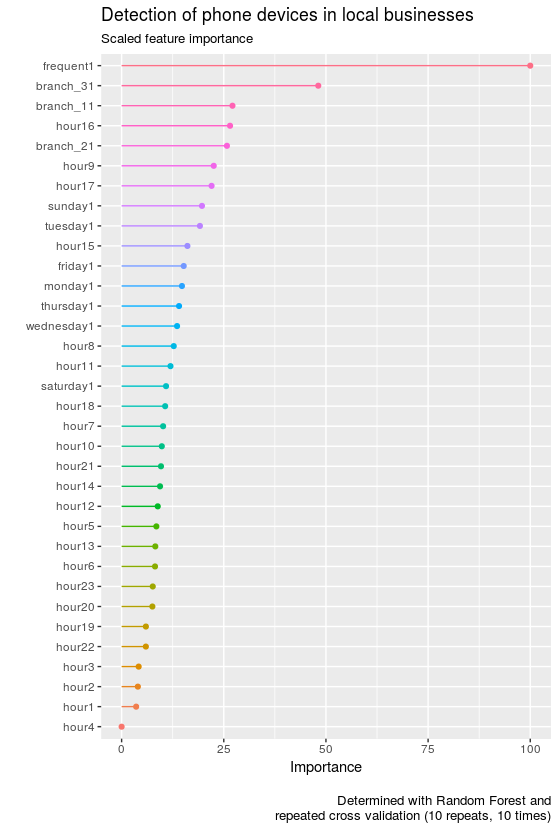 Detection of phone devices in local businesses
Scaled feature importance
frequent1
branch_31
branch_11
hour16
branch_21
hour9
hour17
sunday1
tuesday1
hour15
friday1
monday1
thursday1
wednesday1
hour8
hour11
saturday1
hour18
hour7
hour10
hour21
hour14
hour12
hour5
hour13
hour6
hour23
hour20
hour19
hour22
hour3
hour2
hour1
hour4
0 25 50 75 100
Importance
Determined with Random Forest and
repeated cross validation (10 repeats, 10 times)